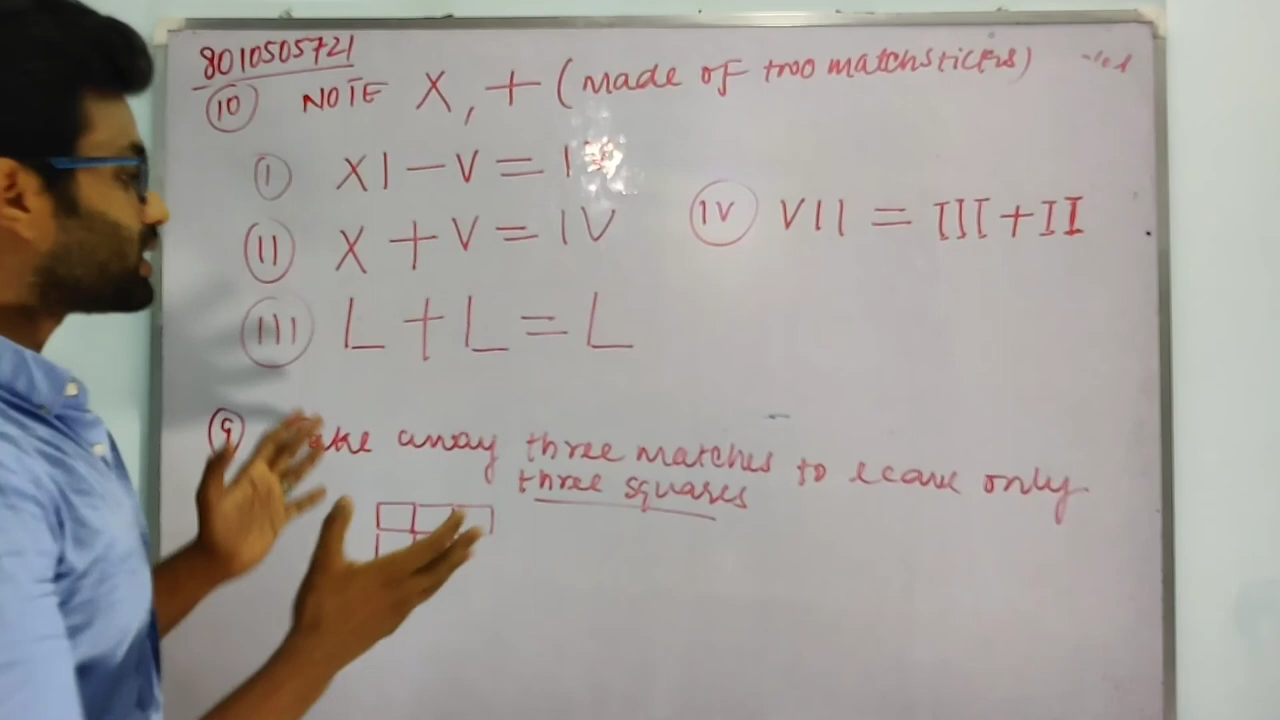 8010505721
10 NOTE X, + (made of two matchsticks)
I XI - V = I
II X + V = IV
III L + L = L
IV VII = III + II
9 Take away three matches to leave only
three squares